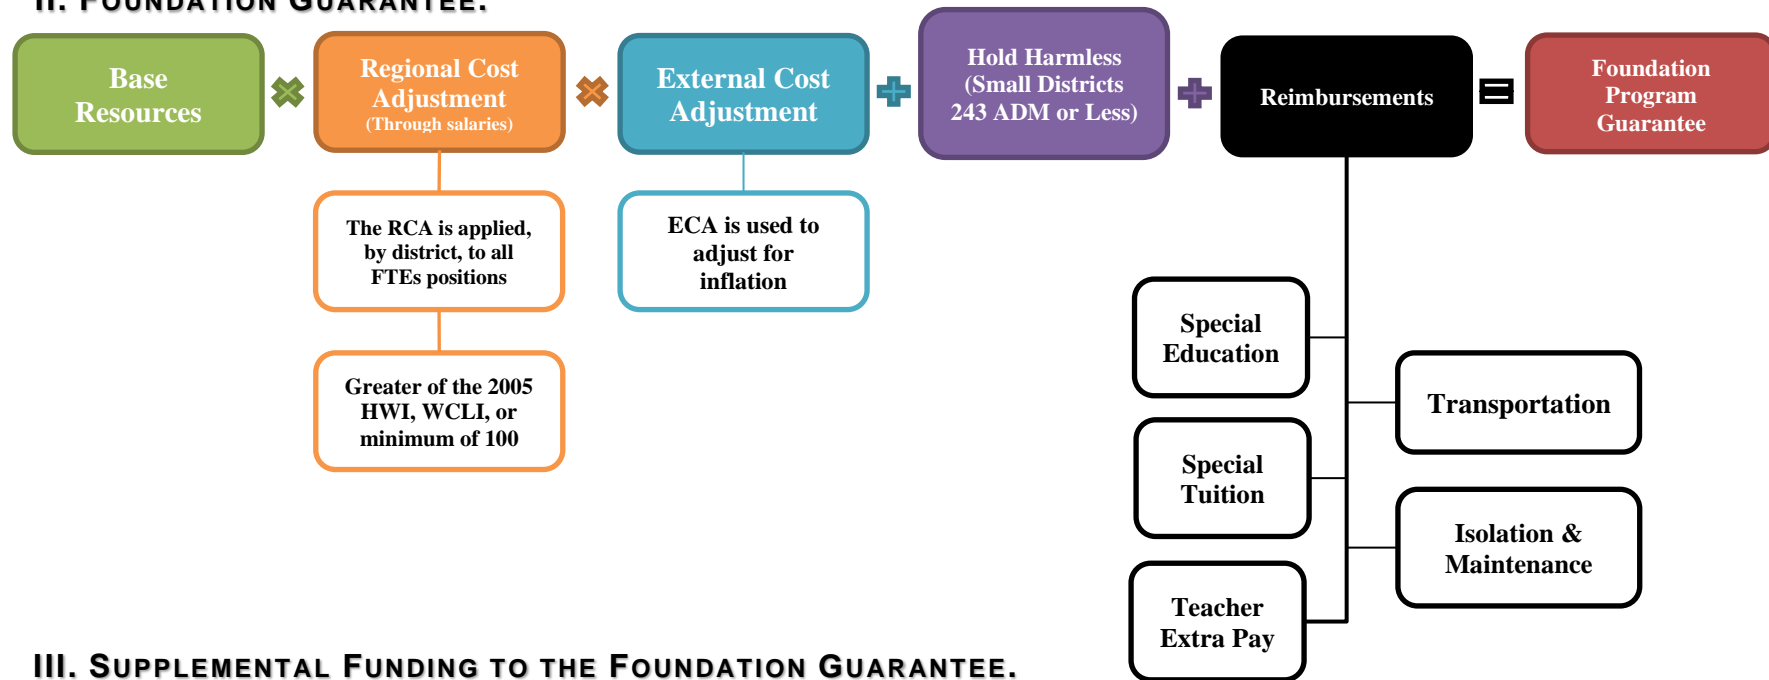 II. FOUNDATION GUARANTEE.
Base
Resources
Regional Cost
Adjustment
(Through salaries)
External Cost
Adjustment
Hold Harmless
(Small Districts
243 ADM or Less)
Reimbursements
Foundation
Program
Guarantee
The RCA is applied,
by district, to all
FTEs positions
ECA is used to
adjust for
inflation
Greater of the 2005
HWI, WCLI, or
minimum of 100
Special
Education
Transportation
Special
Tuition
Isolation &
Maintenance
Teacher
Extra Pay
III. SUPPLEMENTAL FUNDING TO THE FOUNDATION GUARANTEE.